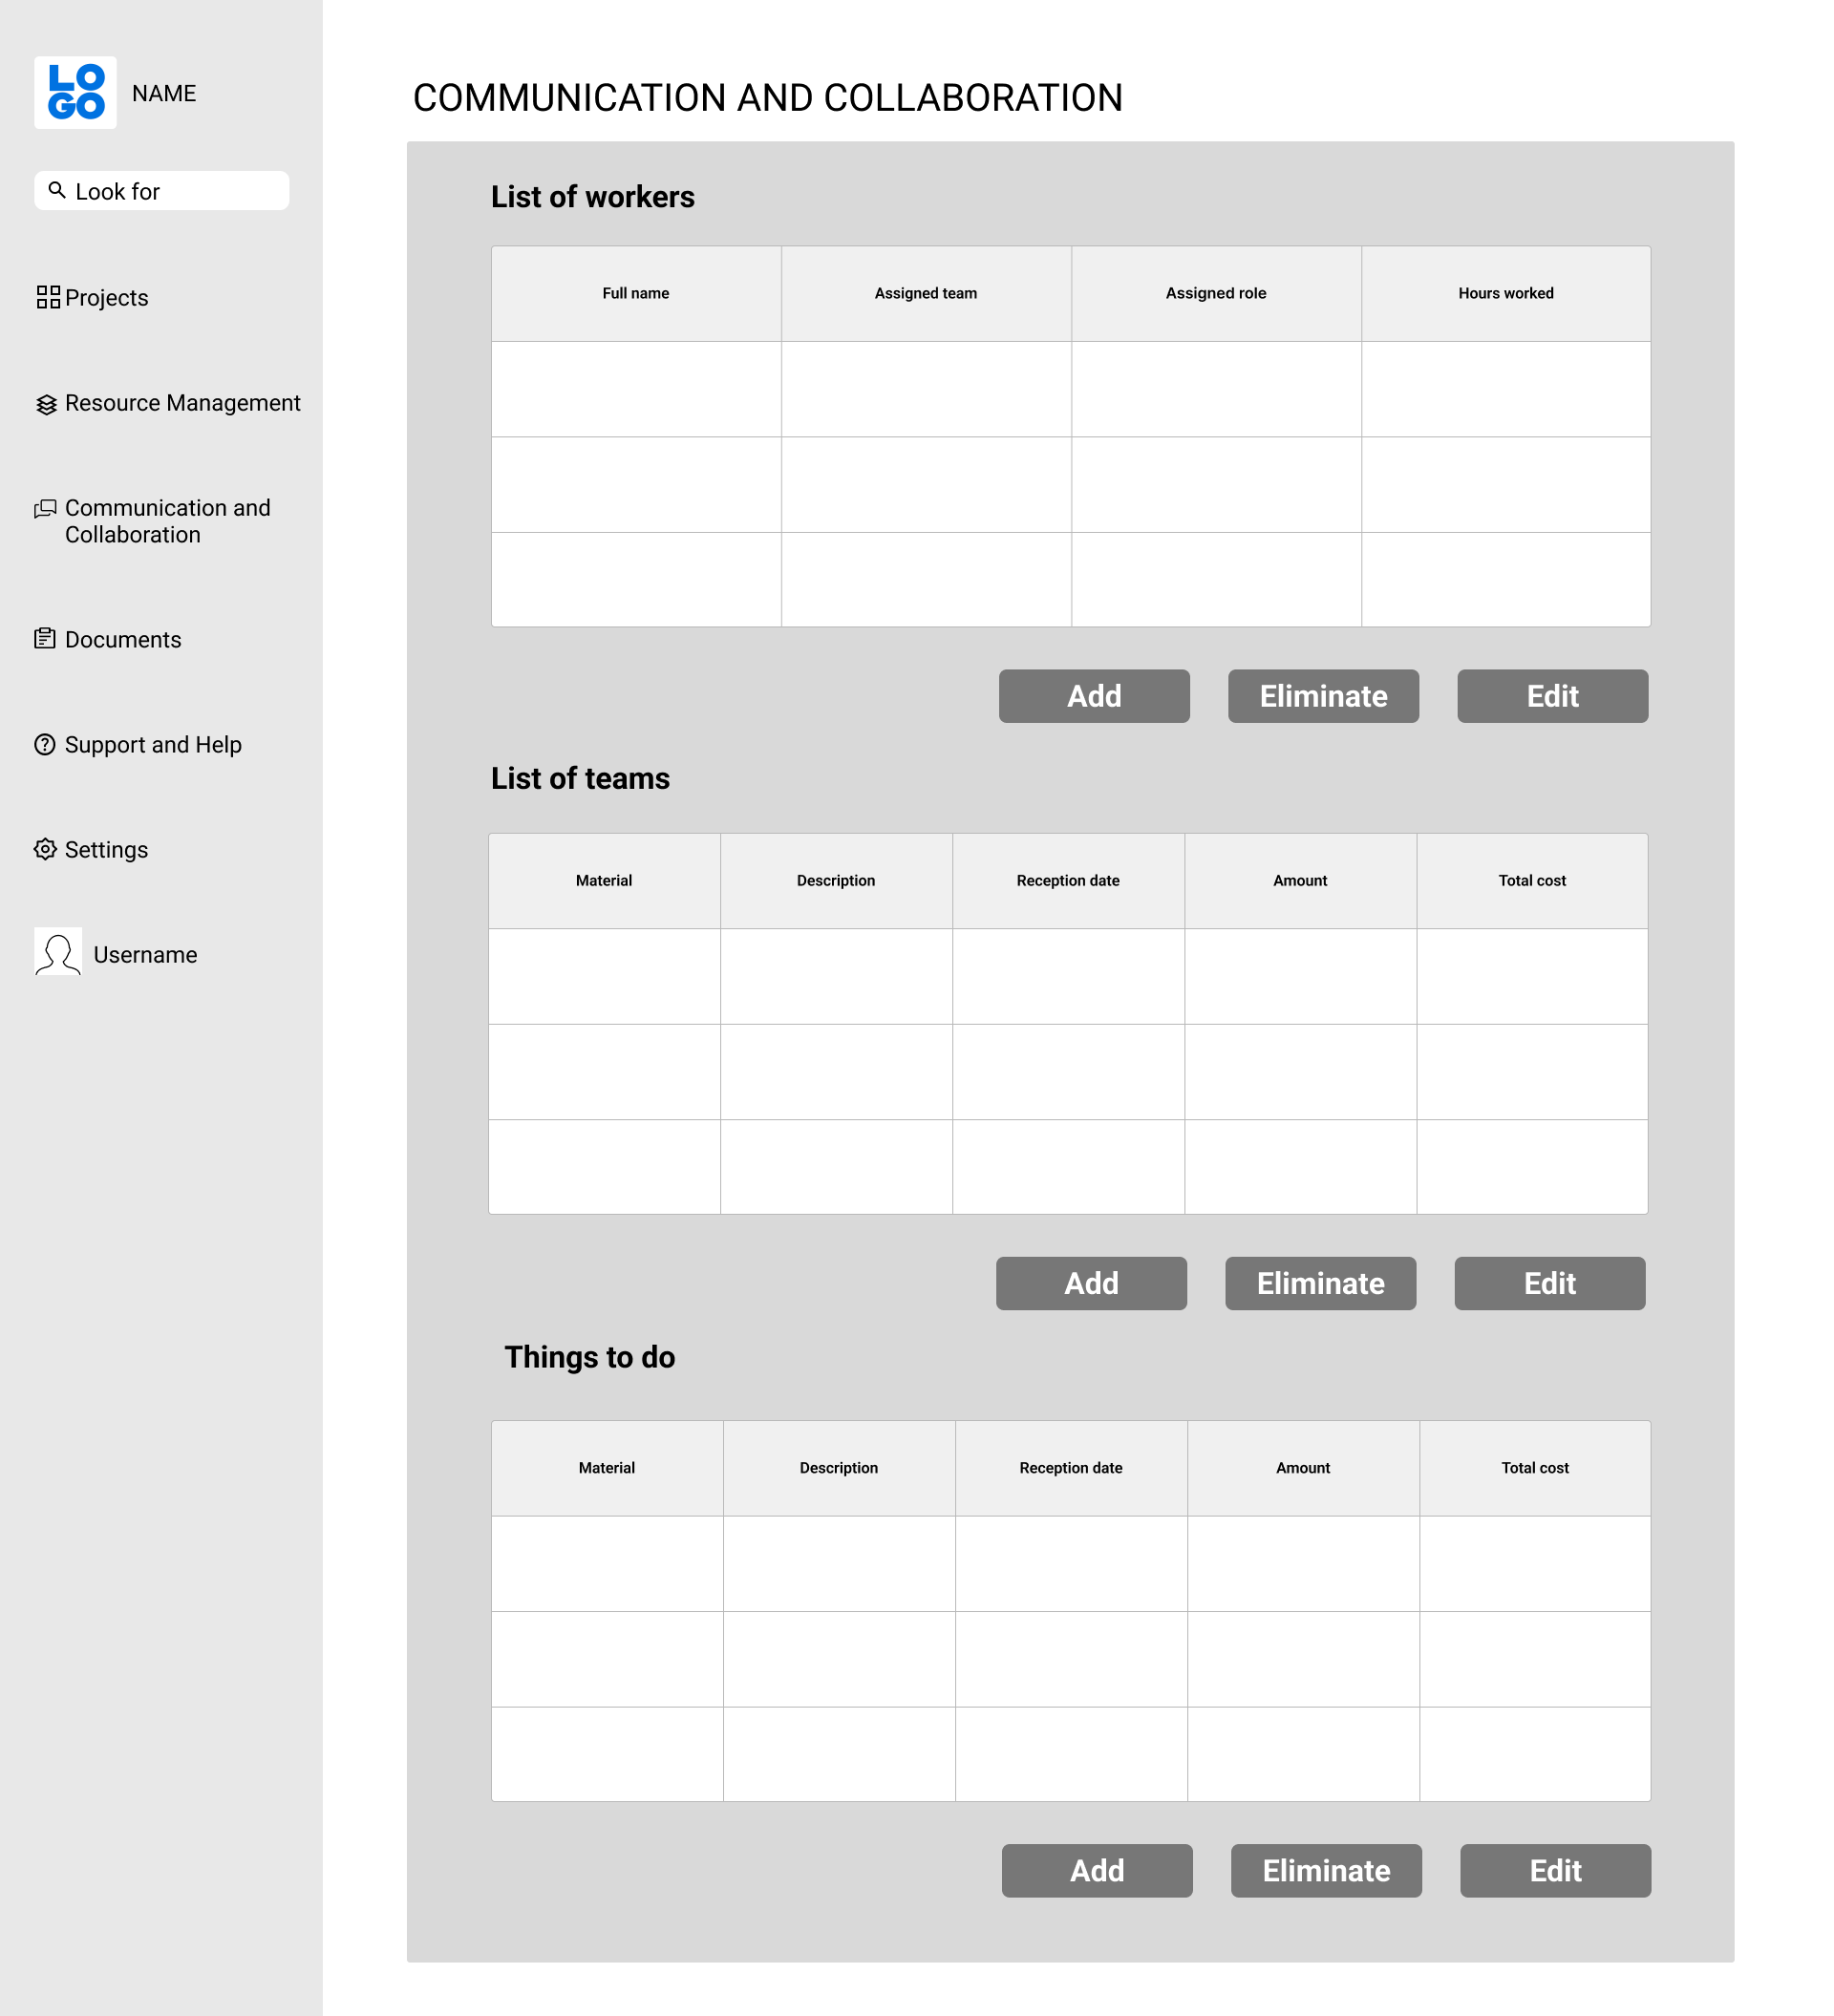 LO
GO
NAME
Look for
Projects
Resource Management
Communication and
Collaboration
Documents
Support and Help
Settings
Username
COMMUNICATION AND COLLABORATION
List of workers
Full name Assigned team Assigned role Hours worked
Add Eliminate Edit
List of teams
Material Description Reception date Amount Total cost
Add Eliminate Edit
Things to do
Material Description Reception date Amount Total cost
Add Eliminate Edit